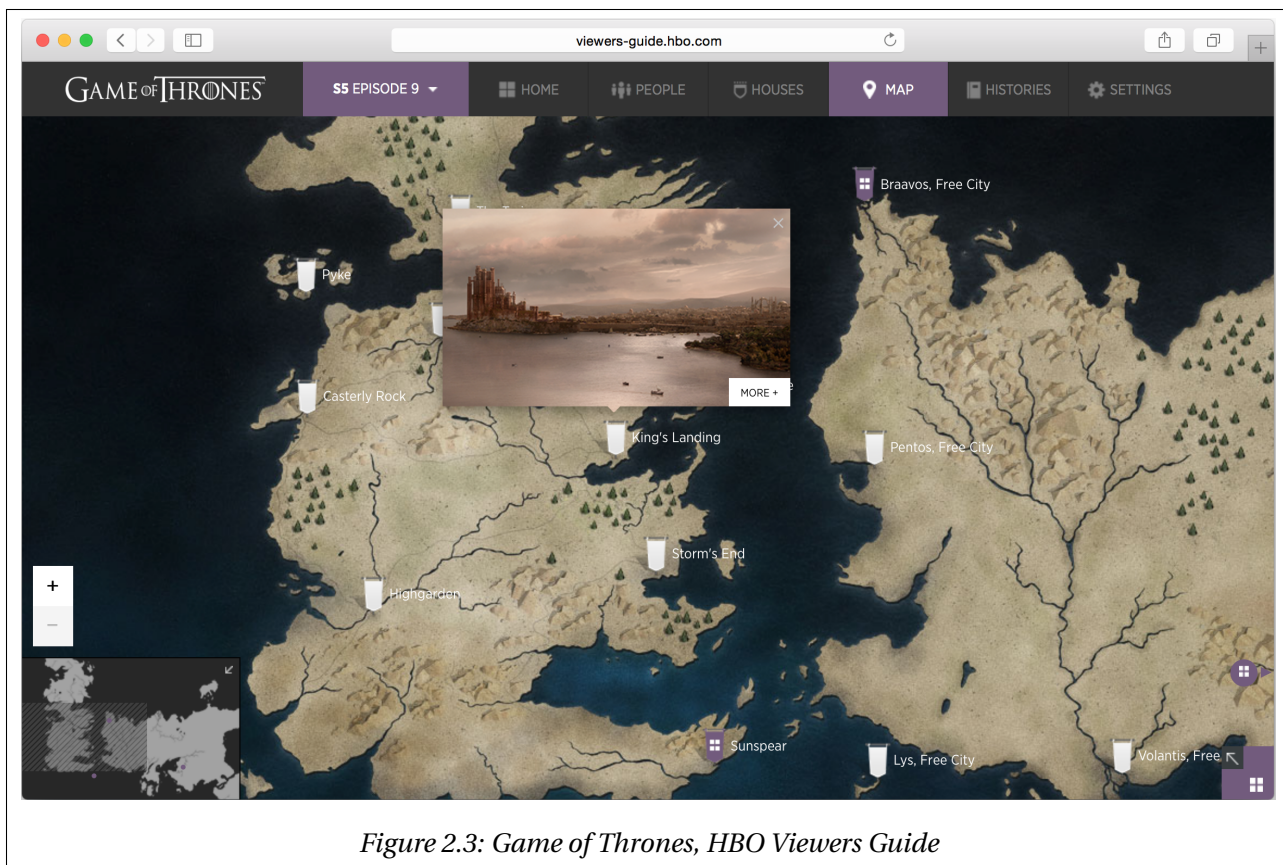 viewers-guide.hbo.com
GAME OF THRONES
S5 EPISODE 9
HOME
PEOPLE
HOUSES
MAP
HISTORIES
SETTINGS
Braavos, Free City
Pyke
MORE +
Casterly Rock
King's Landing
Pentos, Free City
Storm's End
+
Highgarden
−
Sunspear
Lys, Free City
Volantis, Free
Figure 2.3: Game of Thrones, HBO Viewers Guide